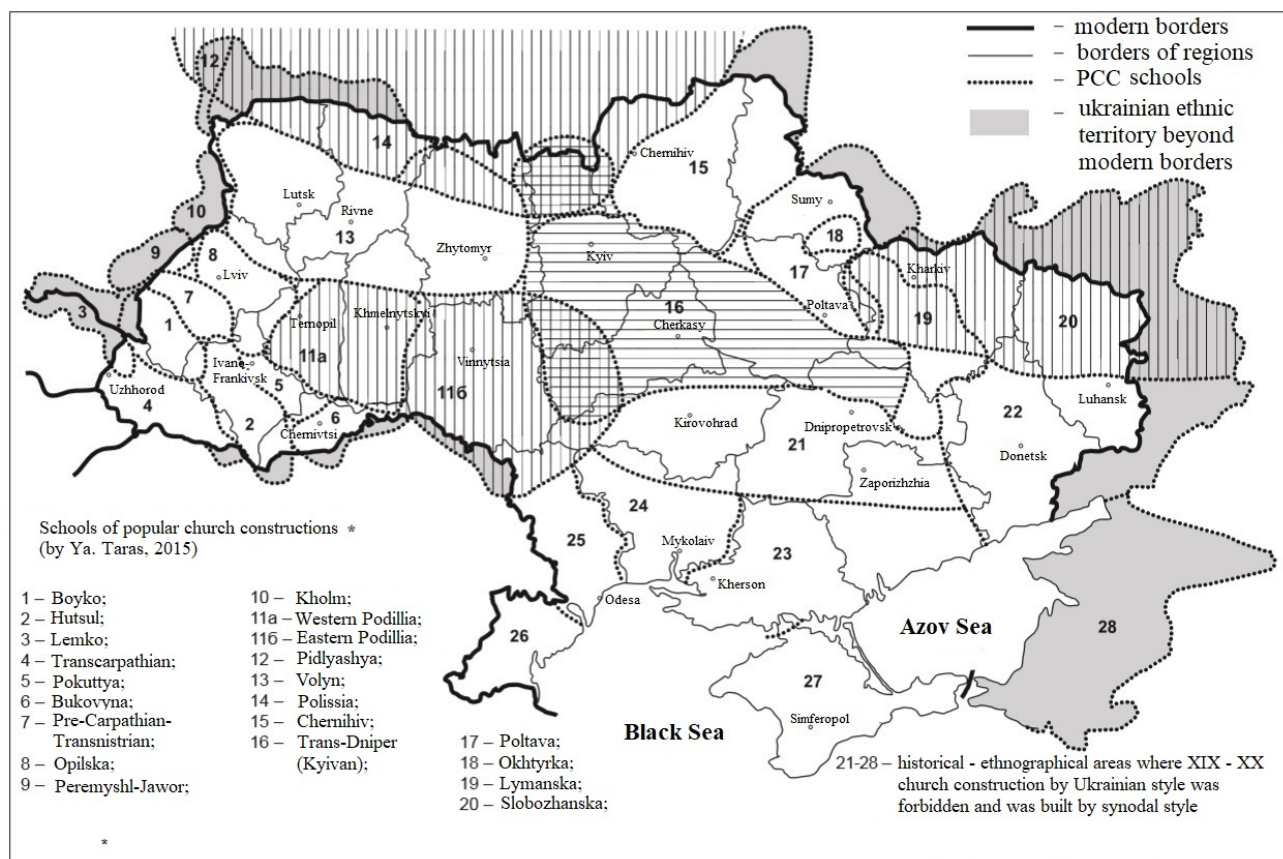 – modern borders
– borders of regions
– PCC schools
– ukrainian ethnic
territory beyond
modern borders
12
14
Chernihiv
15
10
Lutsk
Rivne
13
Sumy
18
9
8
Lviv
Zhytomyr
Kyiv
17
Kharkiv
7
1
3
Ternopil
11a
Khmelnytskyi
Vinnytsia
11б
16
Cherkasy
Poltava
19
20
Uzhhorod
4
Ivano-
Frankivsk
5
2
6
Chernivtsi
Kirovohrad
Dnipropetrovsk
21
Zaporizhzhia
22
Luhansk
Donetsk
24
25
Mykolaiv
23
Kherson
Odesa
26
Azov Sea
28
27
Simferopol
Black Sea
Schools of popular church constructions *
(by Ya. Taras, 2015)
1 – Boyko;
2 – Hutsul;
3 – Lemko;
4 – Transcarpathian;
5 – Pokuttya;
6 – Bukovyna;
7 – Pre-Carpathian-
Transnistrian;
8 – Opilska;
9 – Peremyshl-Jawor;
10 – Kholm;
11a – Western Podillia;
11б – Eastern Podillia;
12 – Pidlyashya;
13 – Volyn;
14 – Polissia;
15 – Chernihiv;
16 – Trans-Dniper
(Kyivan);
17 – Poltava;
18 – Okhtyrka;
19 – Lymanska;
20 – Slobozhanska;
21-28 – historical - ethnographical areas where XIX - XX
church construction by Ukrainian style was
forbidden and was built by synodal style
*